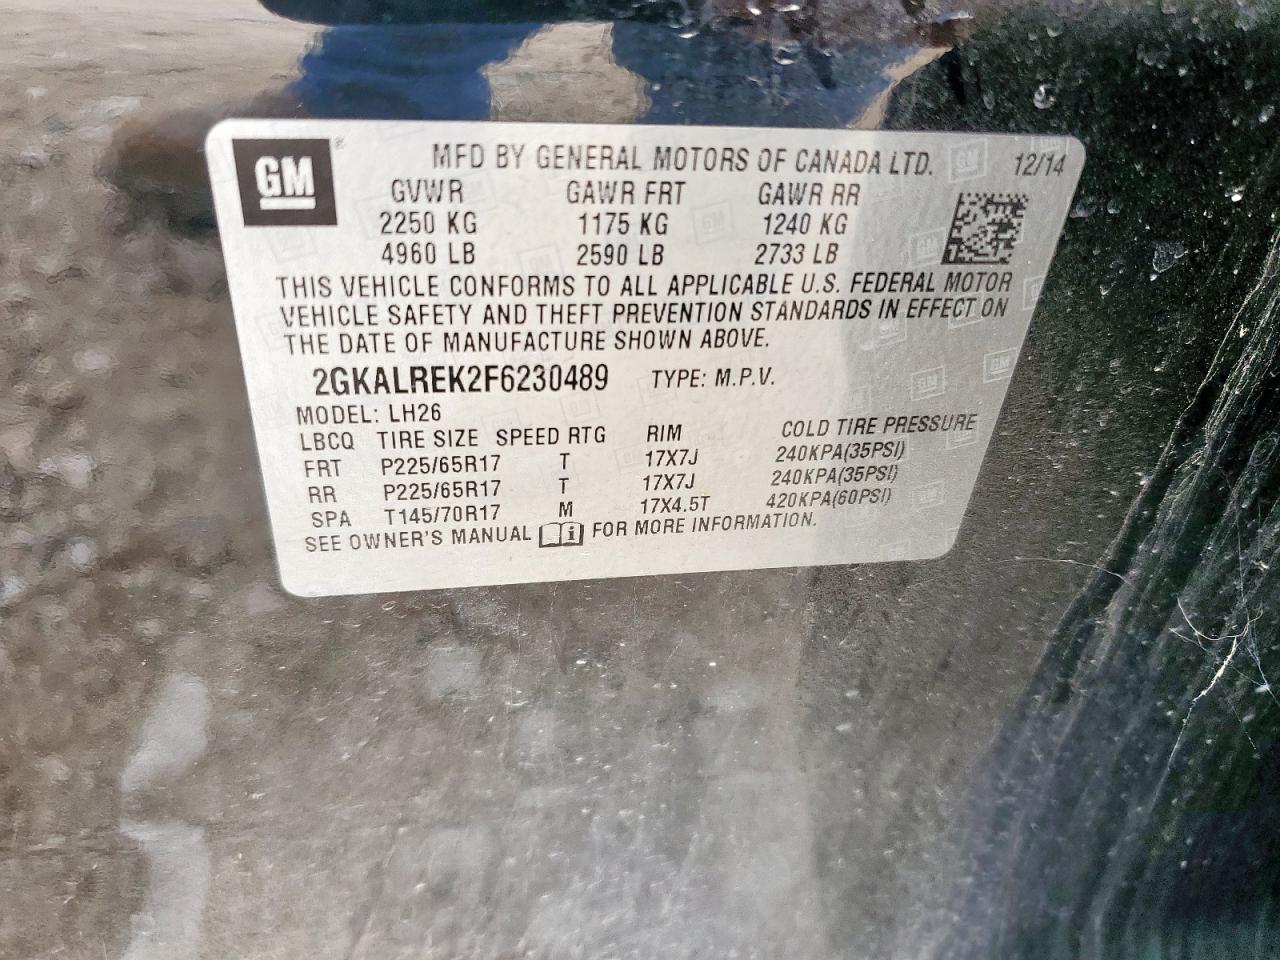 GM
MFD BY GENERAL MOTORS OF CANADA LTD. 12/14
GVWR GAWR FRT GAWR RR
2250 KG 1175 KG 1240 KG
4960 LB 2590 LB 2733 LB
THIS VEHICLE CONFORMS TO ALL APPLICABLE U.S. FEDERAL MOTOR
VEHICLE SAFETY AND THEFT PREVENTION STANDARDS IN EFFECT ON
THE DATE OF MANUFACTURE SHOWN ABOVE.
2GKALREK2F6230489 TYPE: M.P.V.
MODEL: LH26
LBCQ TIRE SIZE SPEED RTG RIM COLD TIRE PRESSURE
FRT P225/65R17 T 17X7J 240KPA(35PSI)
RR P225/65R17 T 17X7J 240KPA(35PSI)
SPA T145/70R17 M 17X4.5T 420KPA(60PSI)
SEE OWNER'S MANUAL FOR MORE INFORMATION.